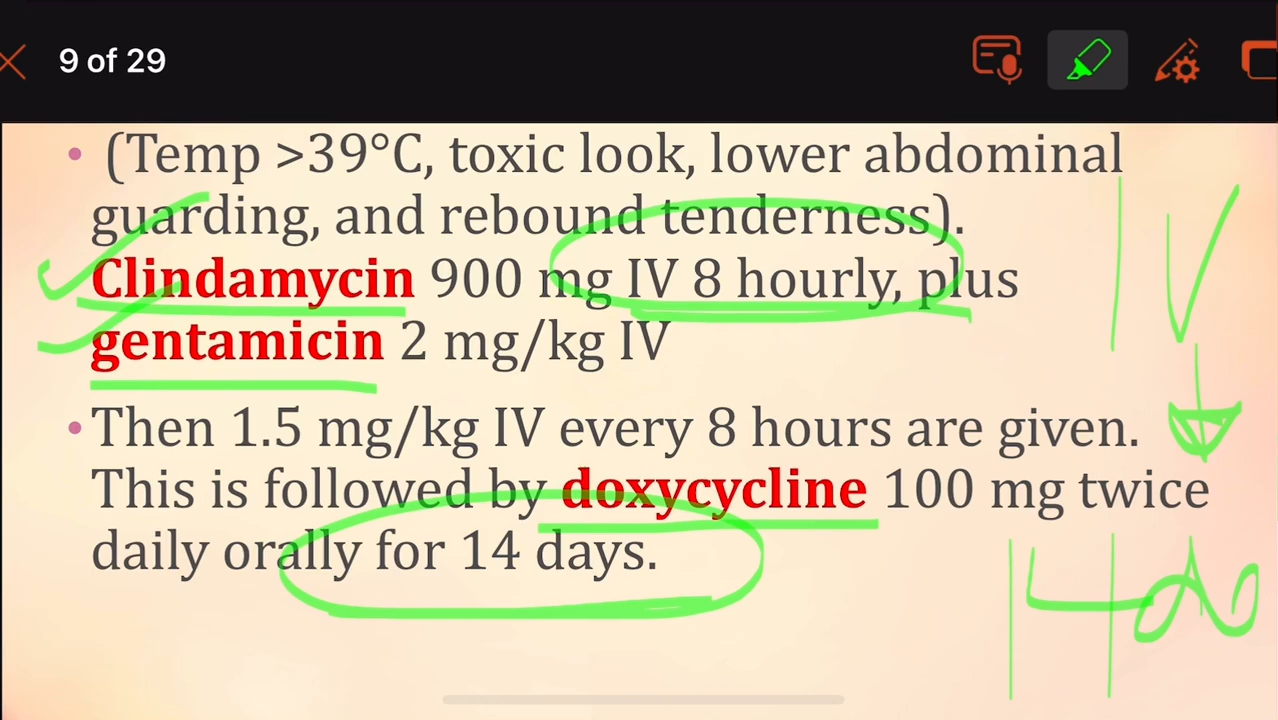 9 of 29
• (Temp >39°C, toxic look, lower abdominal
guarding, and rebound tenderness).
Clindamycin 900 mg IV 8 hourly, plus
gentamicin 2 mg/kg IV
IV
• Then 1.5 mg/kg IV every 8 hours are given.
This is followed by doxycycline 100 mg twice
daily orally for 14 days.